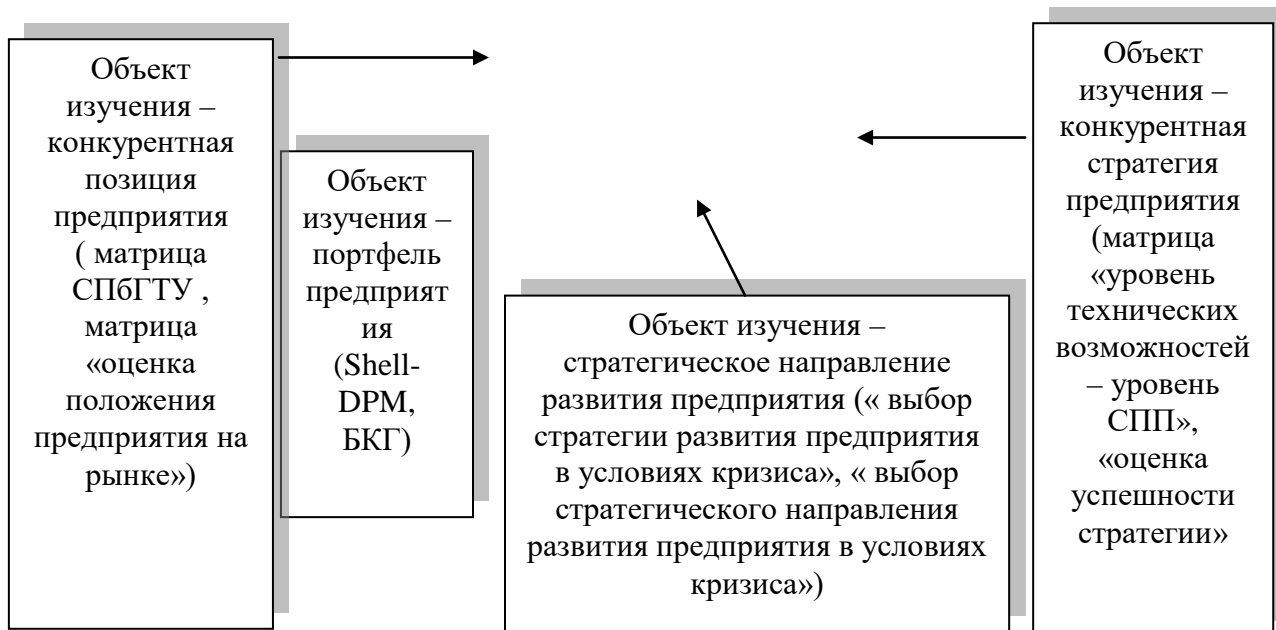 Объект
изучения –
конкурентная
позиция
предприятия
( матрица
СПбГТУ ,
матрица
«оценка
положения
предприятия на
рынке»)
Объект
изучения –
портфель
предприят
ия
(Shell-
DPM,
БКГ)
Объект изучения –
стратегическое направление
развития предприятия (« выбор
стратегии развития предприятия
в условиях кризиса», « выбор
стратегического направления
развития предприятия в условиях
кризиса»)
Объект
изучения –
конкурентная
стратегия
предприятия
(матрица
«уровень
технических
возможностей
– уровень
СПП»,
«оценка
успешности
стратегии»